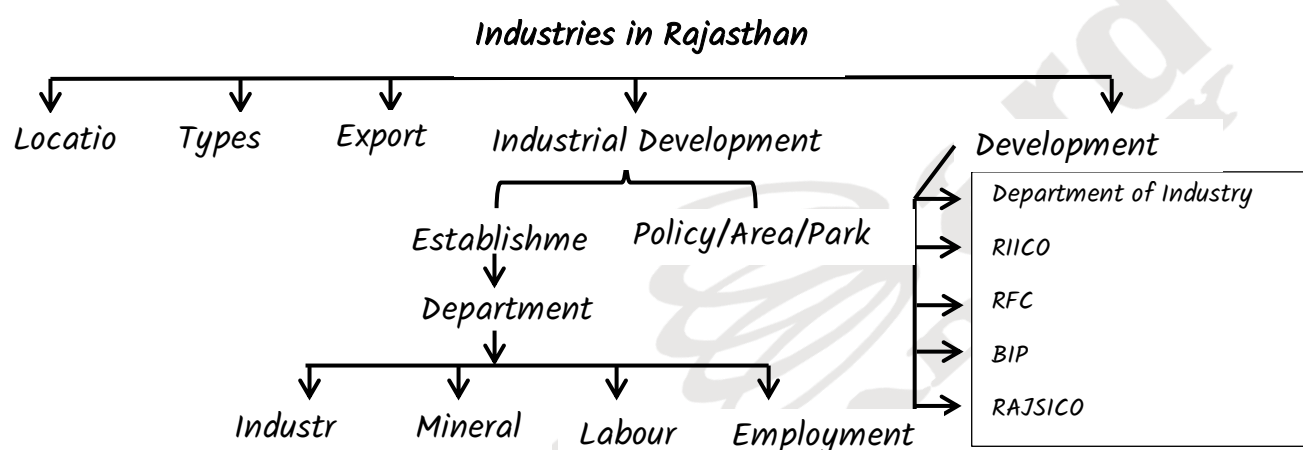 Industries in Rajasthan
Locatio Types Export Industrial Development Development
Establishme Policy/Area/Park
Department
Industr Mineral Labour Employment
Department of Industry
RIICO
RFC
BIP
RAJSICO